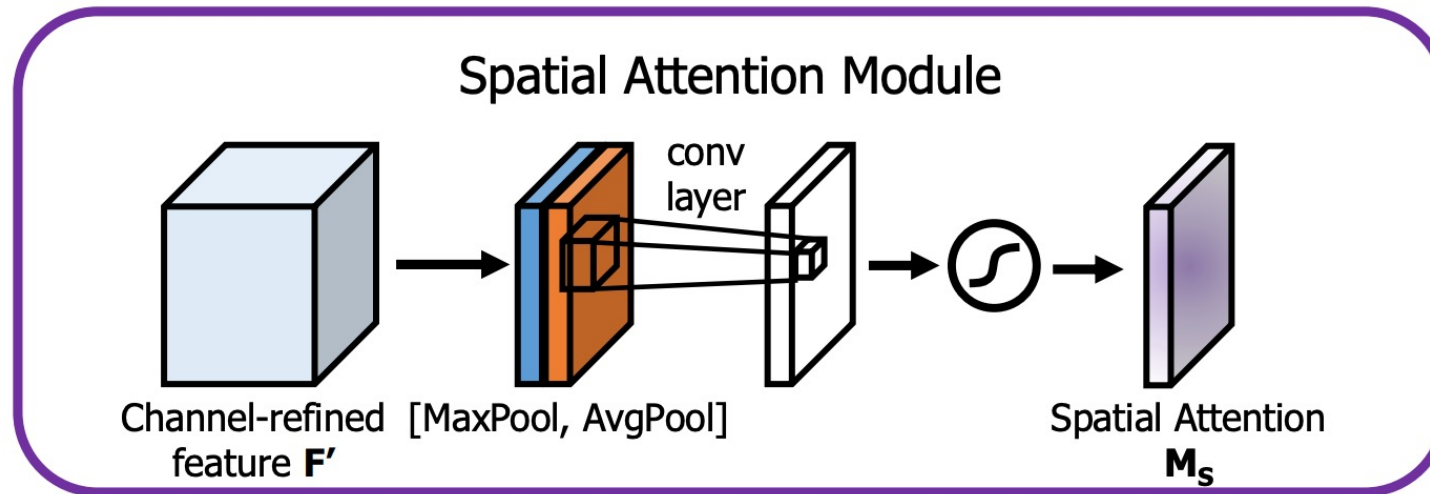 Spatial Attention Module
conv
layer
Channel-refined
feature F’
[MaxPool, AvgPool]
Spatial Attention
Ms